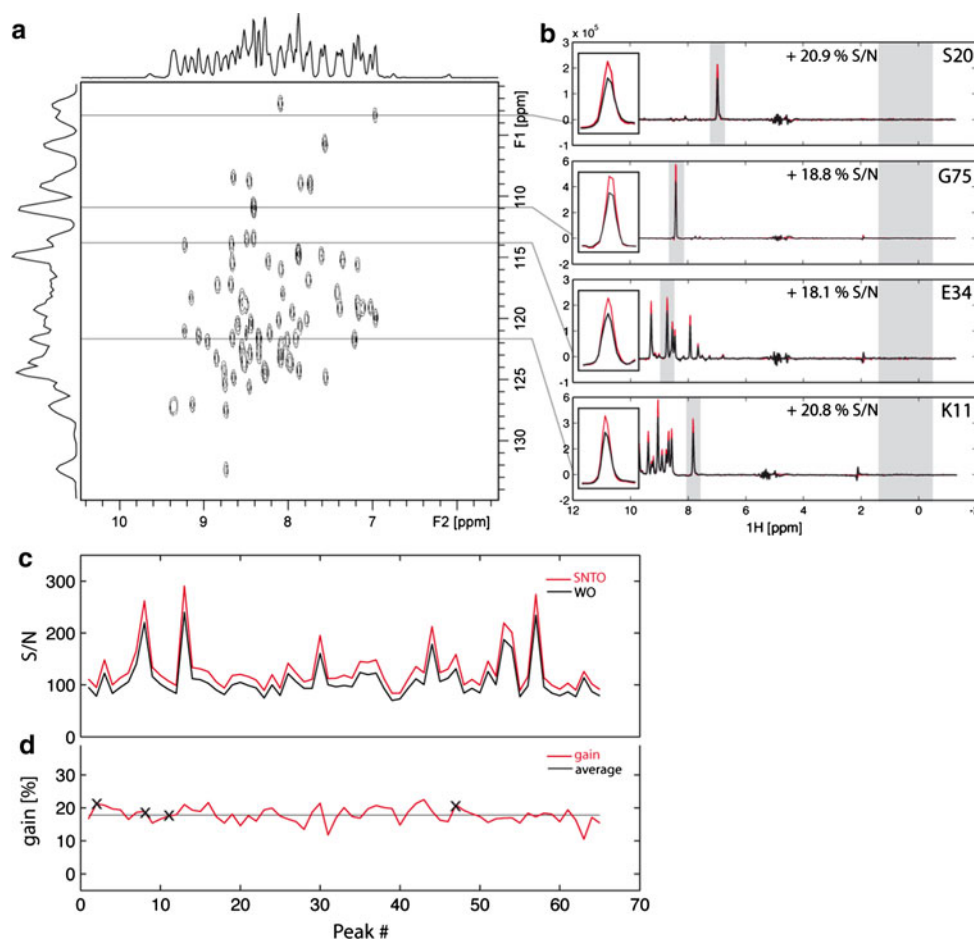 a
F1 [ppm]
110
115
120
125
130
10
9
8
7
F2 [ppm]
b
x 10⁵
3
2
1
0
-1
+ 20.9 % S/N
S20
6
4
2
0
-2
+ 18.8 % S/N
G75
3
2
1
0
-1
+ 18.1 % S/N
E34
6
4
2
0
-2
+ 20.8 % S/N
K11
12
10
8
6
4
2
0
1H [ppm]
c
S/N
300
200
100
0
SNTO
WO
d
gain [%]
30
20
10
0
gain
average
0
10
20
30
40
50
60
70
Peak #